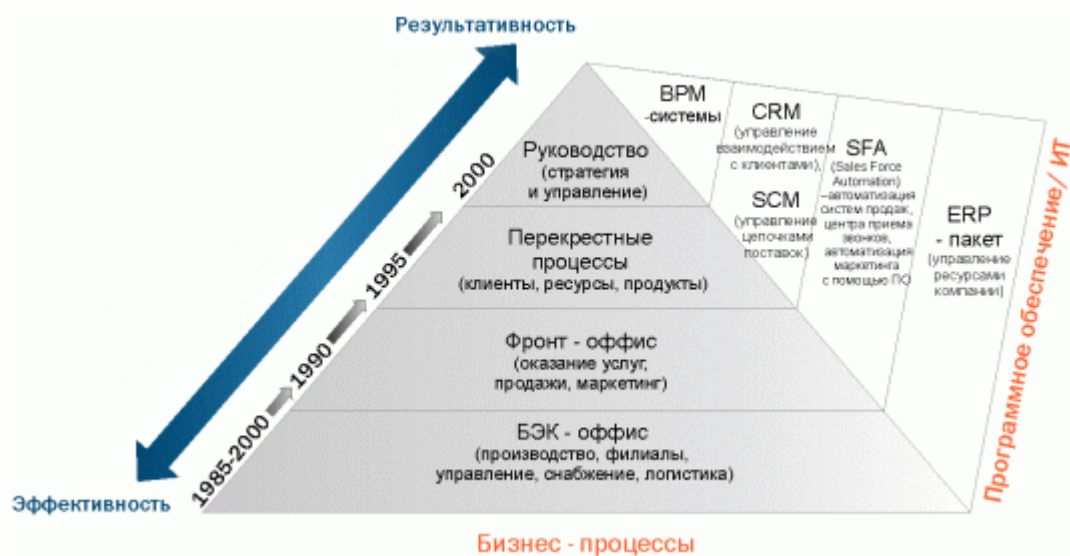 Результативность
Эффективность
1985-2000
1990
1995
2000
Руководство
(стратегия
и управление)
Перекрестные
процессы
(клиенты, ресурсы, продукты)
Фронт - оффис
(оказание услуг,
продажи, маркетинг)
БЭК - оффис
(производство, филиалы,
управление, снабжение, логистика)
BPM
-системы
CRM
(управление
взаимодействием
с клиентами),
SCM
(управление
цепочками
поставок)
SFA
(Sales Force
Automation)
–автоматизация
систем продаж,
центра приема
звонков,
автоматизация
маркетинга
с помощью ПО
ERP
- пакет
(управление
ресурсами
компании)
Программное обеспечение/ ИТ
Бизнес - процессы